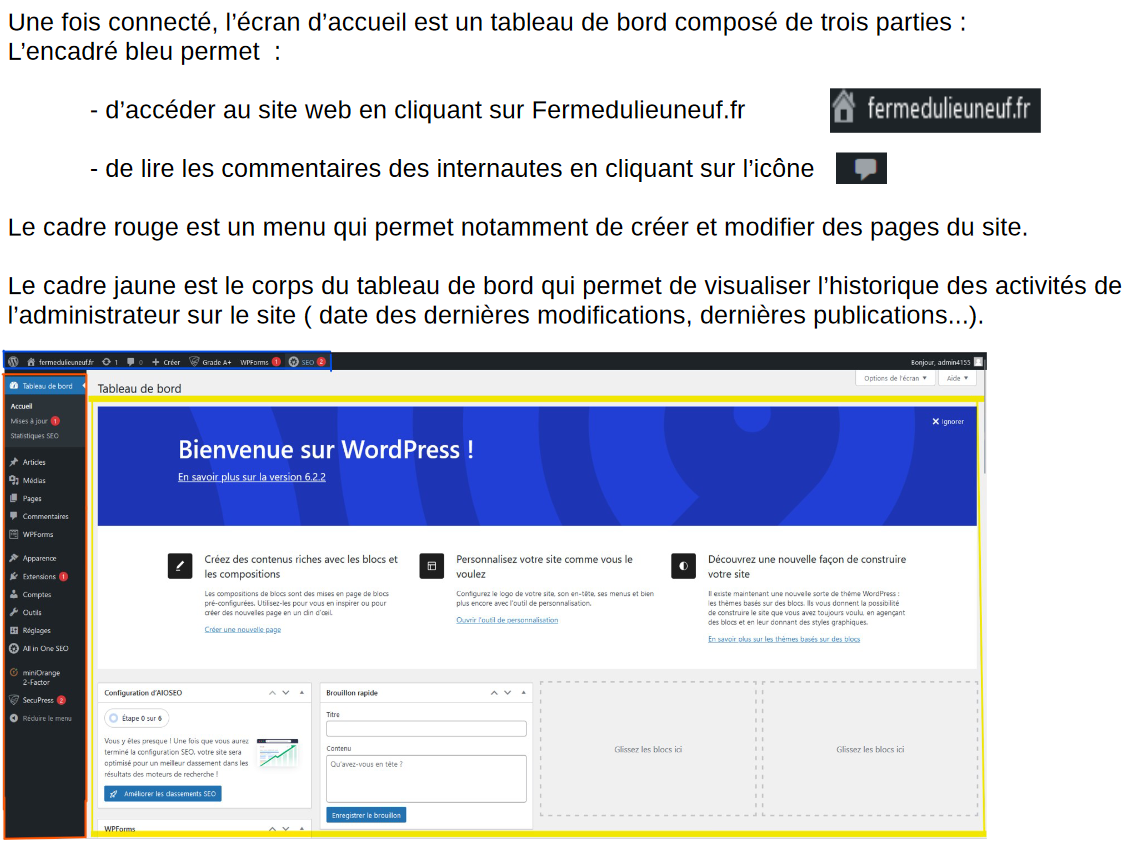 Une fois connecté, l’écran d’accueil est un tableau de bord composé de trois parties :
L’encadré bleu permet  :
- d’accéder au site web en cliquant sur Fermedulieuneuf.fr
fermedulieuneuf.fr
- de lire les commentaires des internautes en cliquant sur l’icône
Le cadre rouge est un menu qui permet notamment de créer et modifier des pages du site.
Le cadre jaune est le corps du tableau de bord qui permet de visualiser l’historique des activités de
l’administrateur sur le site ( date des dernières modifications, dernières publications...).
fermedulieuneuf.fr 1 0 Créer Grade A+ WPForms 1 SEO 2
Bonjour, admin4155
Tableau de bord
Options de l'écran ▼
Aide ▼
Tableau de bord
Accueil
Mises à jour 1
Statistiques SEO
Articles
Médias
Pages
Commentaires
WPForms
Apparence
Extensions 1
Comptes
Outils
Réglages
All in One SEO
miniOrange
2-Factor
SecuPress 2
Réduire le menu
Ignorer
Bienvenue sur WordPress !
En savoir plus sur la version 6.2.2
Créez des contenus riches avec les blocs et
les compositions
Les compositions de blocs sont des mises en page de blocs
pré-configurées. Utilisez-les pour vous en inspirer ou pour
créer des nouvelles page en un clin d'œil.
Créer une nouvelle page
Personnalisez votre site comme vous le
voulez
Configurez le logo de votre site, son en-tête, ses menus et bien
plus encore avec l'outil de personnalisation.
Ouvrir l'outil de personnalisation
Découvrez une nouvelle façon de construire
votre site
Il existe maintenant une nouvelle sorte de thème WordPress :
les thèmes basés sur des blocs. Ils vous donnent la possibilité
de construire le site que vous avez toujours voulu, en agençant
des blocs et en leur donnant des styles graphiques.
En savoir plus sur les thèmes basés sur des blocs
Configuration d'AIOSEO
Étape 0 sur 6
Vous y êtes presque ! Une fois que vous aurez
terminé la configuration SEO, votre site sera
optimisé pour un meilleur classement dans les
résultats des moteurs de recherche !
Améliorer les classements SEO
WPForms
Brouillon rapide
Titre
Contenu
Qu'avez-vous en tête ?
Enregistrer le brouillon
Glissez les blocs ici
Glissez les blocs ici